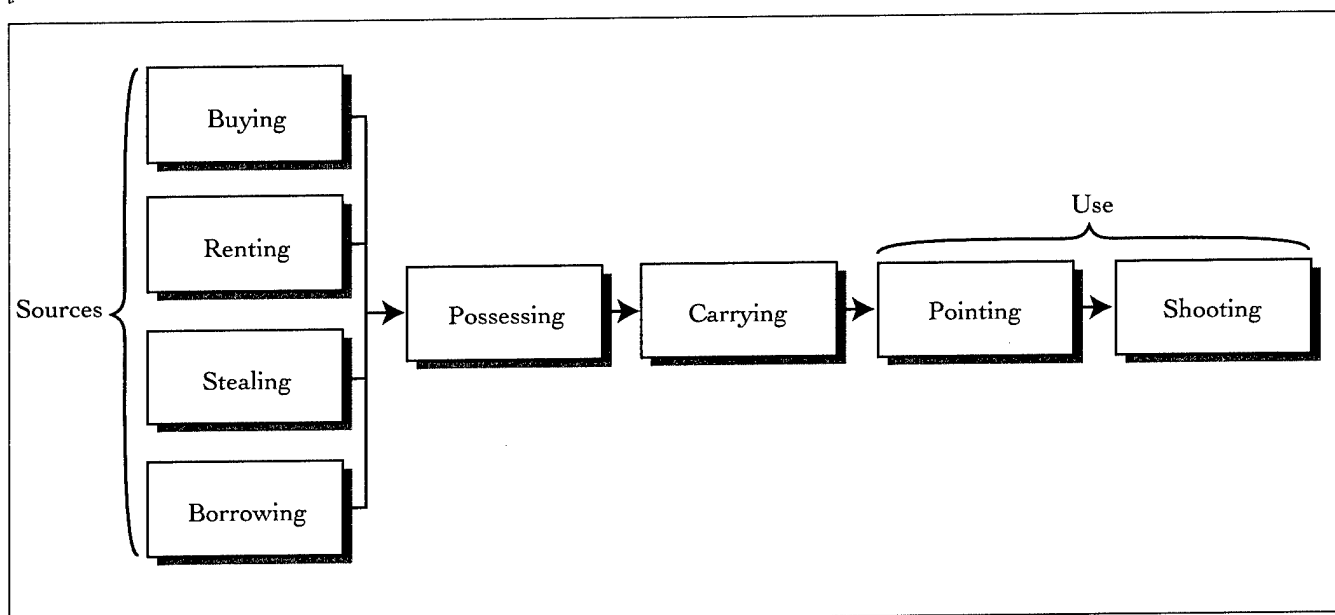 Buying
Renting
Sources
Stealing
Borrowing
Possessing
Carrying
Use
Pointing
Shooting